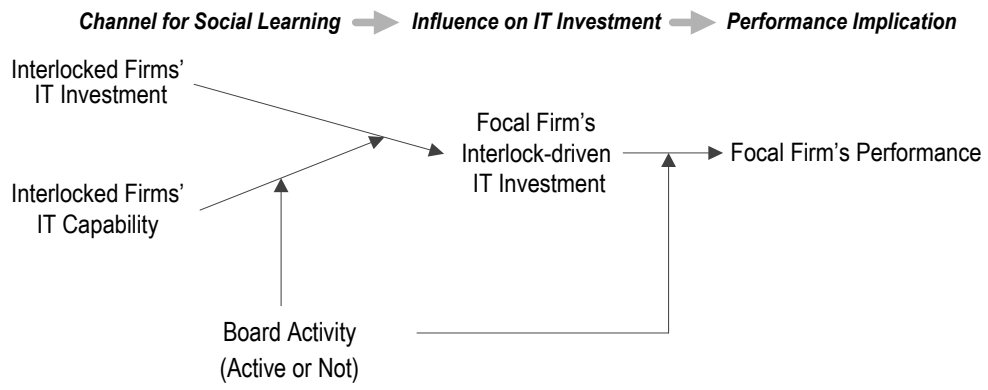 Channel for Social Learning
Influence on IT Investment
Performance Implication
Interlocked Firms’
IT Investment
Focal Firm’s
Interlock-driven
IT Investment
Focal Firm’s Performance
Interlocked Firms’
IT Capability
Board Activity
(Active or Not)